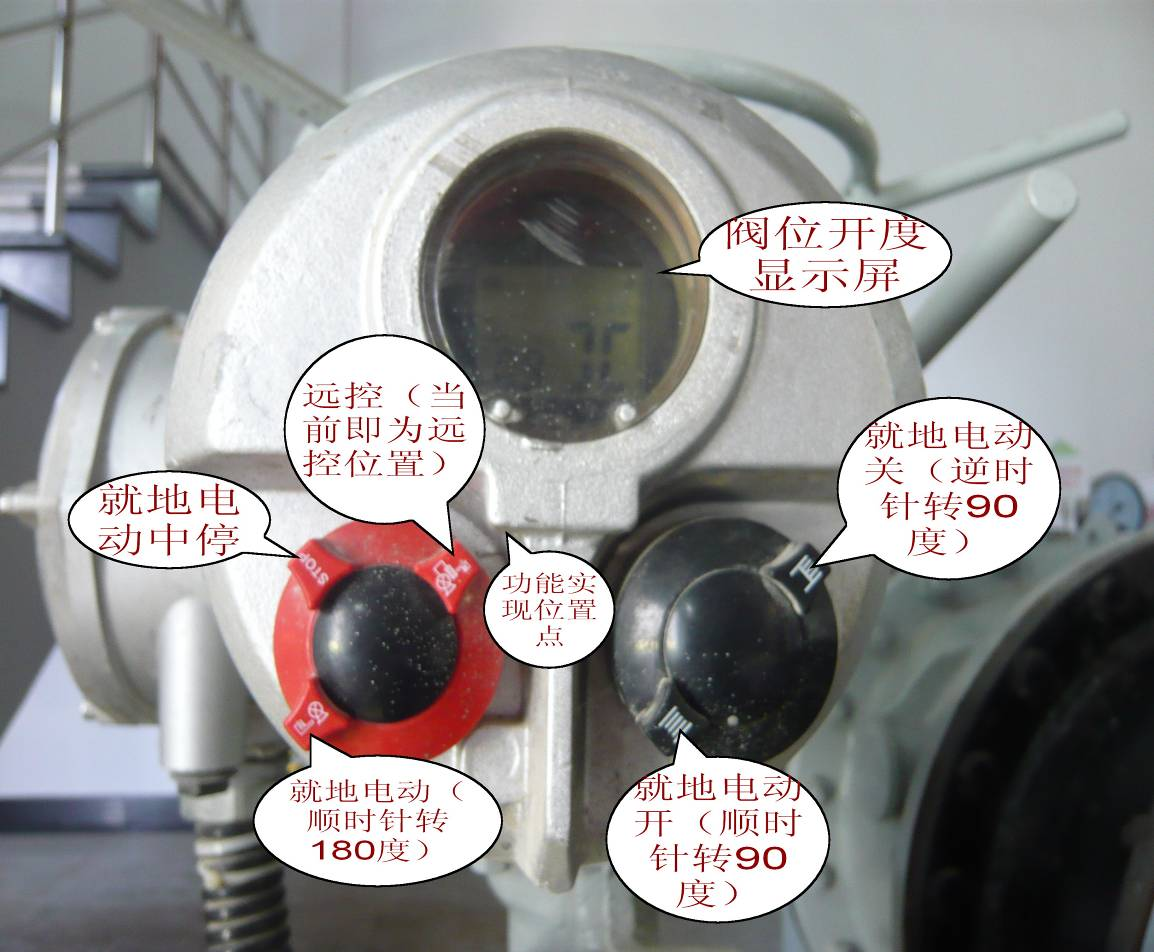 阀位开度
显示屏
远控（当
前即为远
控位置）
就地电动
关（逆时
针转90
度）
就地电
动中停
STOP
功能实
现位置
点
就地电动（
顺时针转
180度）
就地电动
开（顺时
针转90
度）